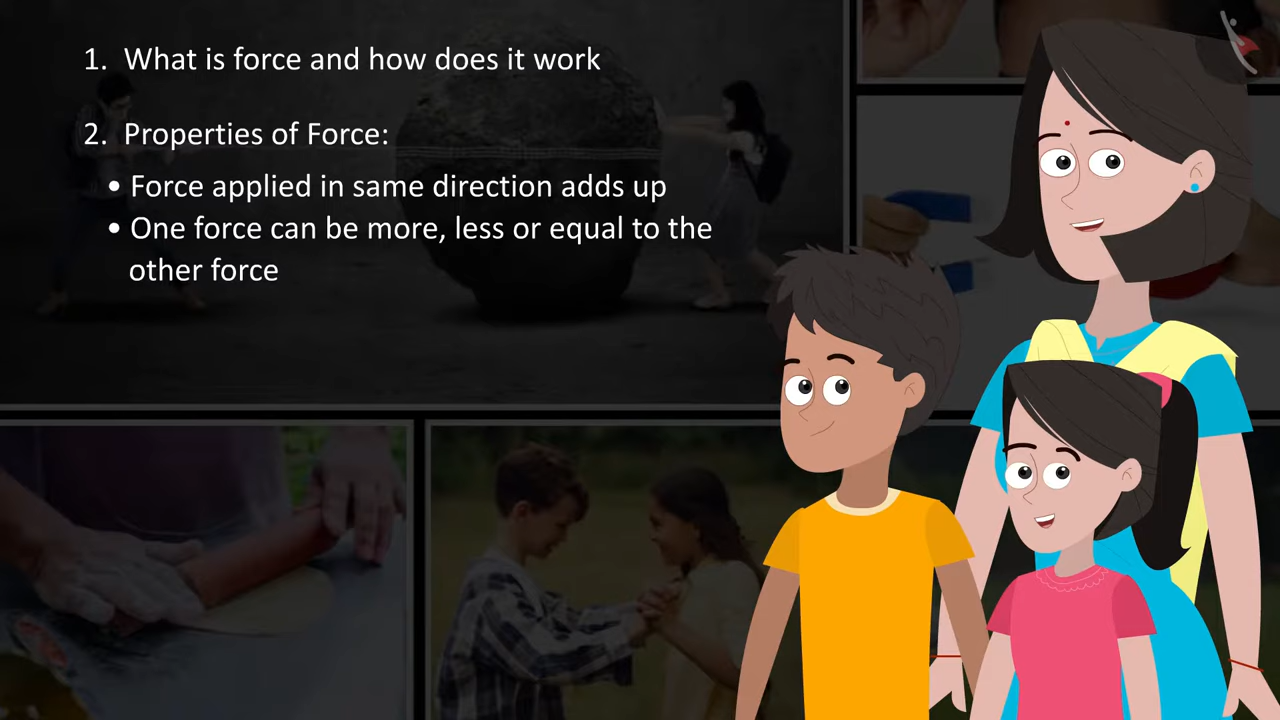 1. What is force and how does it work
2. Properties of Force:
• Force applied in same direction adds up
• One force can be more, less or equal to the
other force